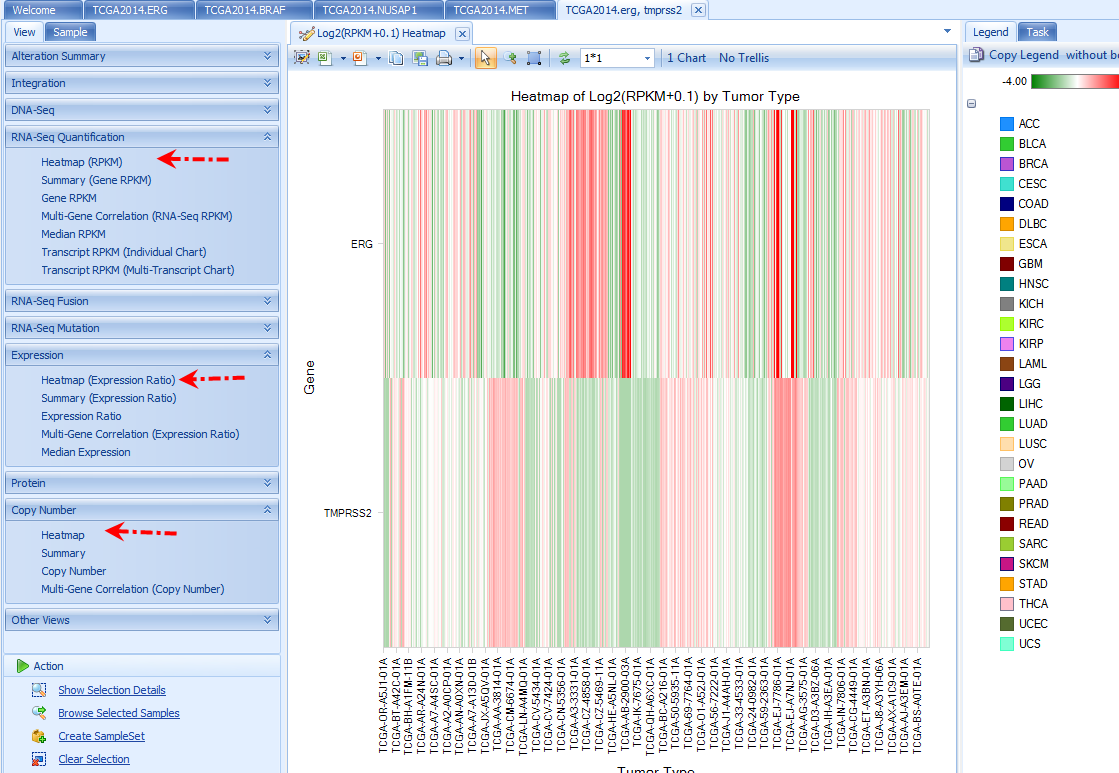 Welcome
TCGA2014.ERG
TCGA2014.BRAF
TCGA2014.NUSAP1
TCGA2014.MET
TCGA2014.erg, tmprss2
View
Sample
Alteration Summary
Integration
DNA-Seq
RNA-Seq Quantification
Heatmap (RPKM)
Summary (Gene RPKM)
Gene RPKM
Multi-Gene Correlation (RNA-Seq RPKM)
Median RPKM
Transcript RPKM (Individual Chart)
Transcript RPKM (Multi-Transcript Chart)
RNA-Seq Fusion
RNA-Seq Mutation
Expression
Heatmap (Expression Ratio)
Summary (Expression Ratio)
Expression Ratio
Multi-Gene Correlation (Expression Ratio)
Median Expression
Protein
Copy Number
Heatmap
Summary
Copy Number
Multi-Gene Correlation (Copy Number)
Other Views
Action
Show Selection Details
Browse Selected Samples
Create SampleSet
Clear Selection
Log2(RPKM+0.1) Heatmap
1*1
1 Chart
No Trellis
Heatmap of Log2(RPKM+0.1) by Tumor Type
Gene
ERG
TMPRSS2
TCGA-OR-A5J1-01A
TCGA-BT-A42C-01A
TCGA-BH-A1FM-11B
TCGA-AR-A24N-01A
TCGA-A7-A4SE-01A
TCGA-A2-A0CP-01A
TCGA-AN-A0XN-01A
TCGA-A7-A13D-01B
TCGA-JX-A5QV-01A
TCGA-AA-3814-01A
TCGA-CM-6674-01A
TCGA-LN-A4MQ-01A
TCGA-CV-5434-01A
TCGA-CV-7424-01A
TCGA-CN-5356-01A
TCGA-A3-3331-01A
TCGA-CZ-4858-01A
TCGA-CZ-5469-11A
TCGA-HE-A5NL-01A
TCGA-AB-2900-03A
TCGA-IK-7675-01A
TCGA-QH-A6XC-01A
TCGA-BC-A216-01A
TCGA-50-5935-11A
TCGA-69-7764-01A
TCGA-O1-A52J-01A
TCGA-56-7222-01A
TCGA-J1-A4AH-01A
TCGA-33-4533-01A
TCGA-24-0982-01A
TCGA-59-2363-01A
TCGA-EJ-7786-01A
TCGA-EJ-A7NJ-01A
TCGA-AG-3575-01A
TCGA-D3-A3BZ-06A
TCGA-IH-A3EA-01A
TCGA-IN-7806-01A
TCGA-CG-4449-01A
TCGA-ET-A3BN-01A
TCGA-J8-A3YH-06A
TCGA-AX-A1C9-01A
TCGA-AJ-A3EM-01A
TCGA-BS-A0TE-01A
Tumor Type
Legend
Task
Copy Legend
-4.00
ACC
BLCA
BRCA
CESC
COAD
DLBC
ESCA
GBM
HNSC
KICH
KIRC
KIRP
LAML
LGG
LIHC
LUAD
LUSC
OV
PAAD
PRAD
READ
SARC
SKCM
STAD
THCA
UCEC
UCS